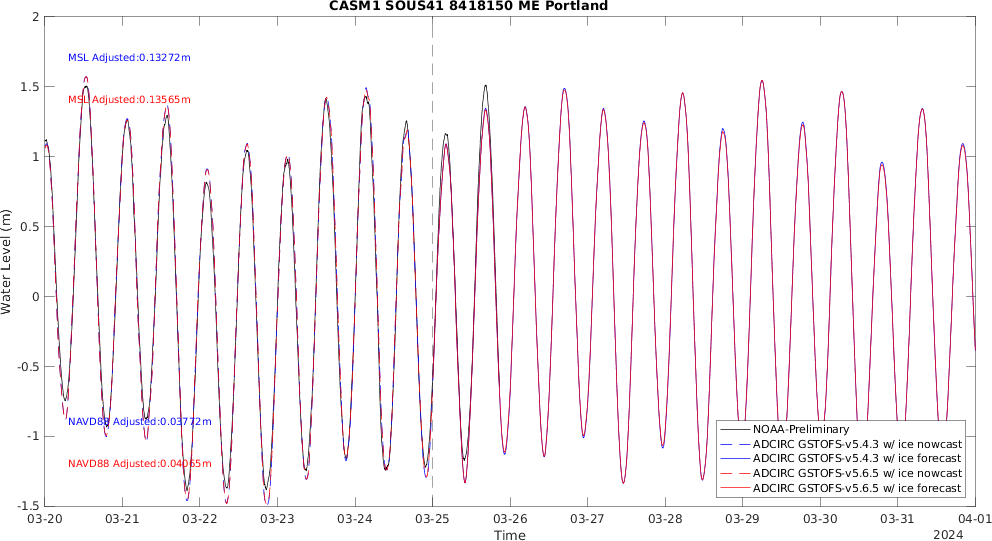 CASM1 SOUS41 8418150 ME Portland
2
1.5
1
0.5
0
-0.5
-1
-1.5
Water Level (m)
MSL Adjusted:0.13272m
MSL Adjusted:0.13565m
NAVD88 Adjusted:0.03772m
NAVD88 Adjusted:0.04065m
NOAA-Preliminary
ADCIRC GSTOFS-v5.4.3 w/ ice nowcast
ADCIRC GSTOFS-v5.4.3 w/ ice forecast
ADCIRC GSTOFS-v5.6.5 w/ ice nowcast
ADCIRC GSTOFS-v5.6.5 w/ ice forecast
03-20 03-21 03-22 03-23 03-24 03-25 03-26 03-27 03-28 03-29 03-30 03-31 04-01
Time
2024